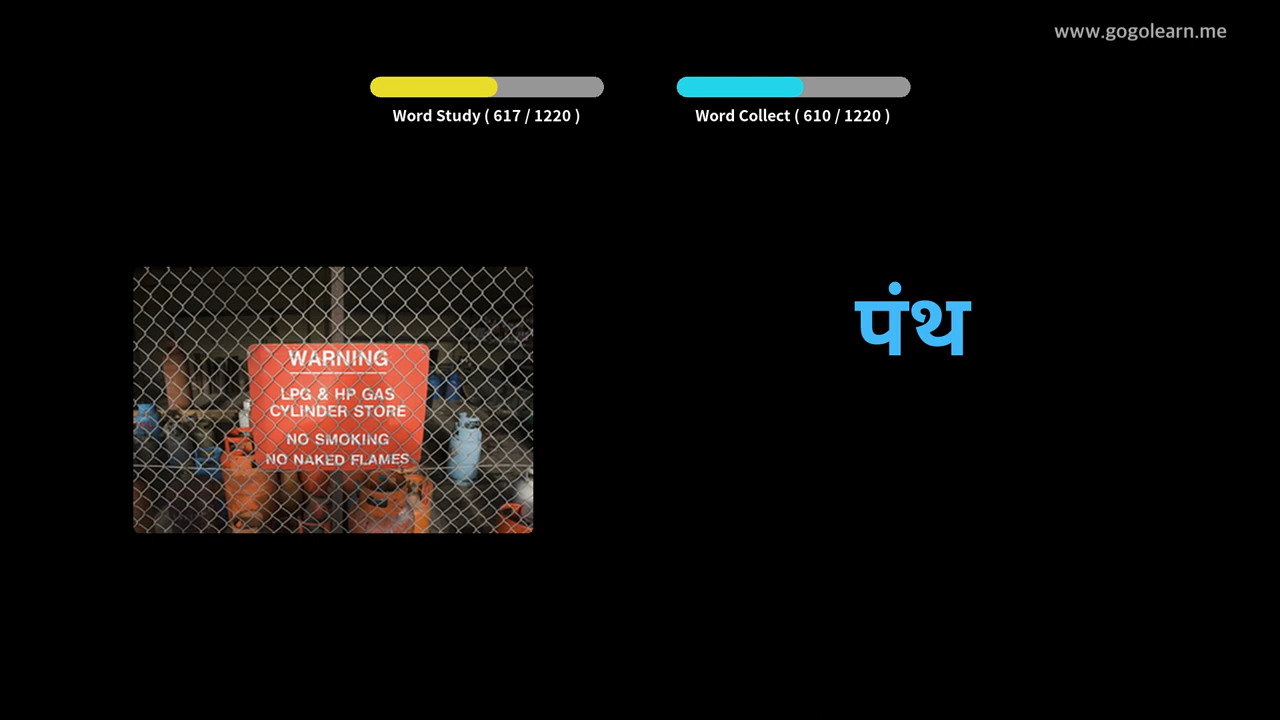 www.gogolearn.me
Word Study ( 617 / 1220 )
Word Collect ( 610 / 1220 )
WARNING
LPG & HP GAS
CYLINDER STORE
NO SMOKING
NO NAKED FLAMES
पंथ